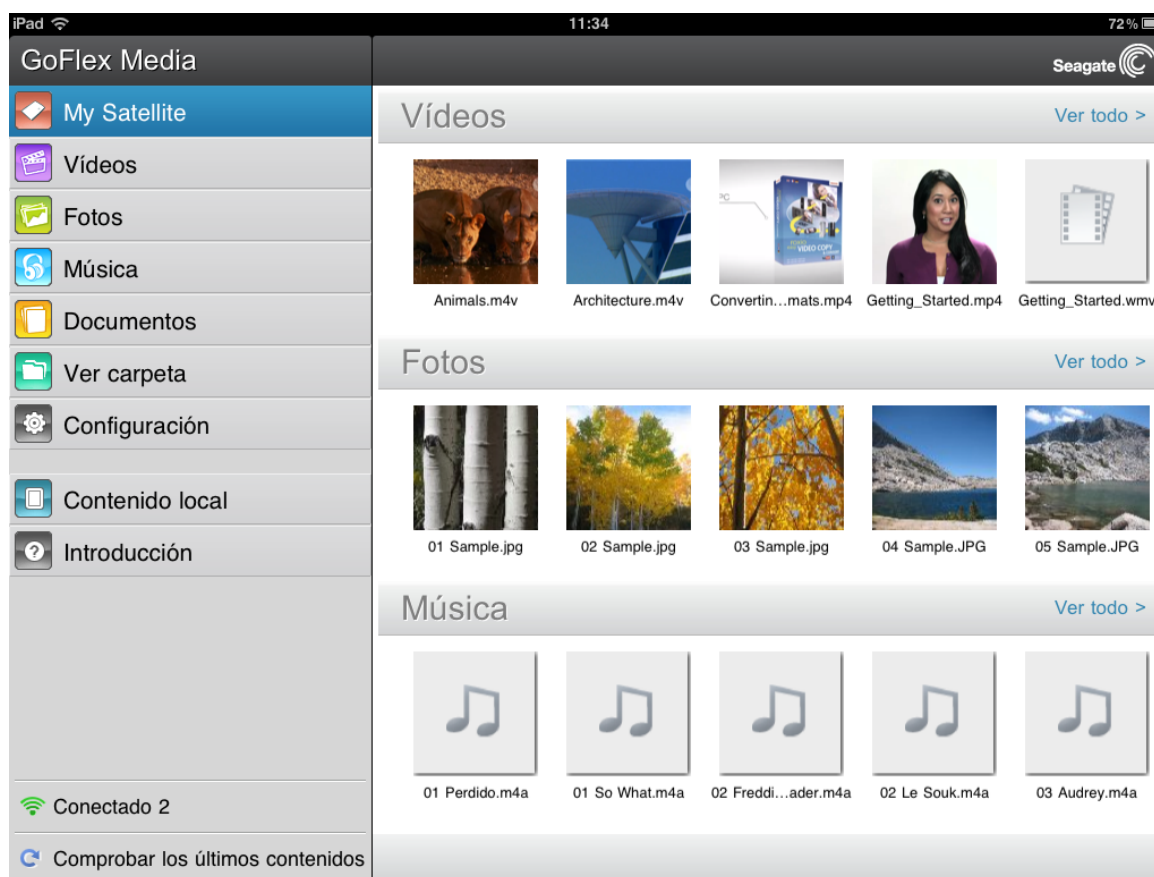 iPad 11:34 72%
GoFlex Media
Seagate
My Satellite
Vídeos
Fotos
Música
Documentos
Ver carpeta
Configuración
Contenido local
Introducción
Conectado 2
Comprobar los últimos contenidos
Vídeos Ver todo >
PC
VIDEO COPY
Animals.m4v Architecture.m4v Convertin...mats.mp4 Getting_Started.mp4 Getting_Started.wmv
Fotos Ver todo >
01 Sample.jpg 02 Sample.jpg 03 Sample.jpg 04 Sample.JPG 05 Sample.JPG
Música Ver todo >
01 Perdido.m4a 01 So What.m4a 02 Freddi...ader.m4a 02 Le Souk.m4a 03 Audrey.m4a